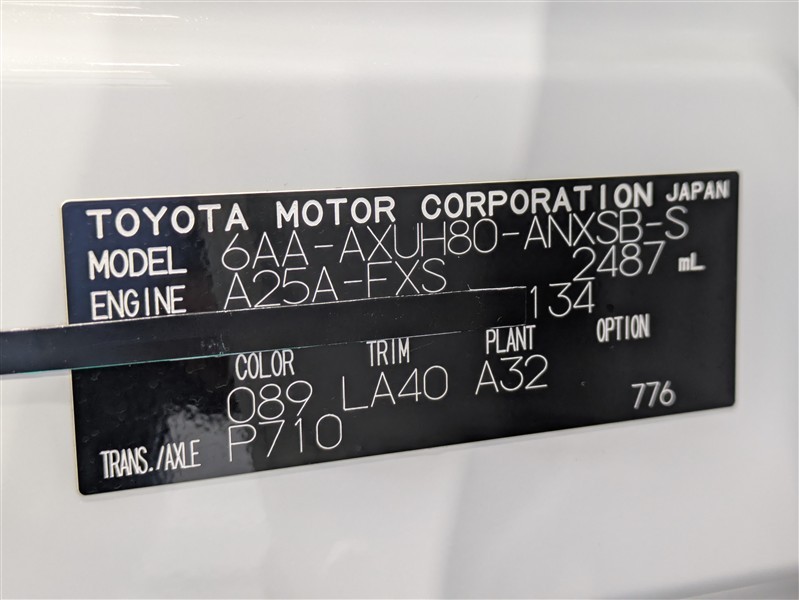 TOYOTA MOTOR CORPORATION JAPAN
MODEL 6AA-AXUH80-ANXSB-S
ENGINE A25A-FXS 2487 mL
134
COLOR TRIM PLANT OPTION
089 LA40 A32
TRANS./AXLE P710 776